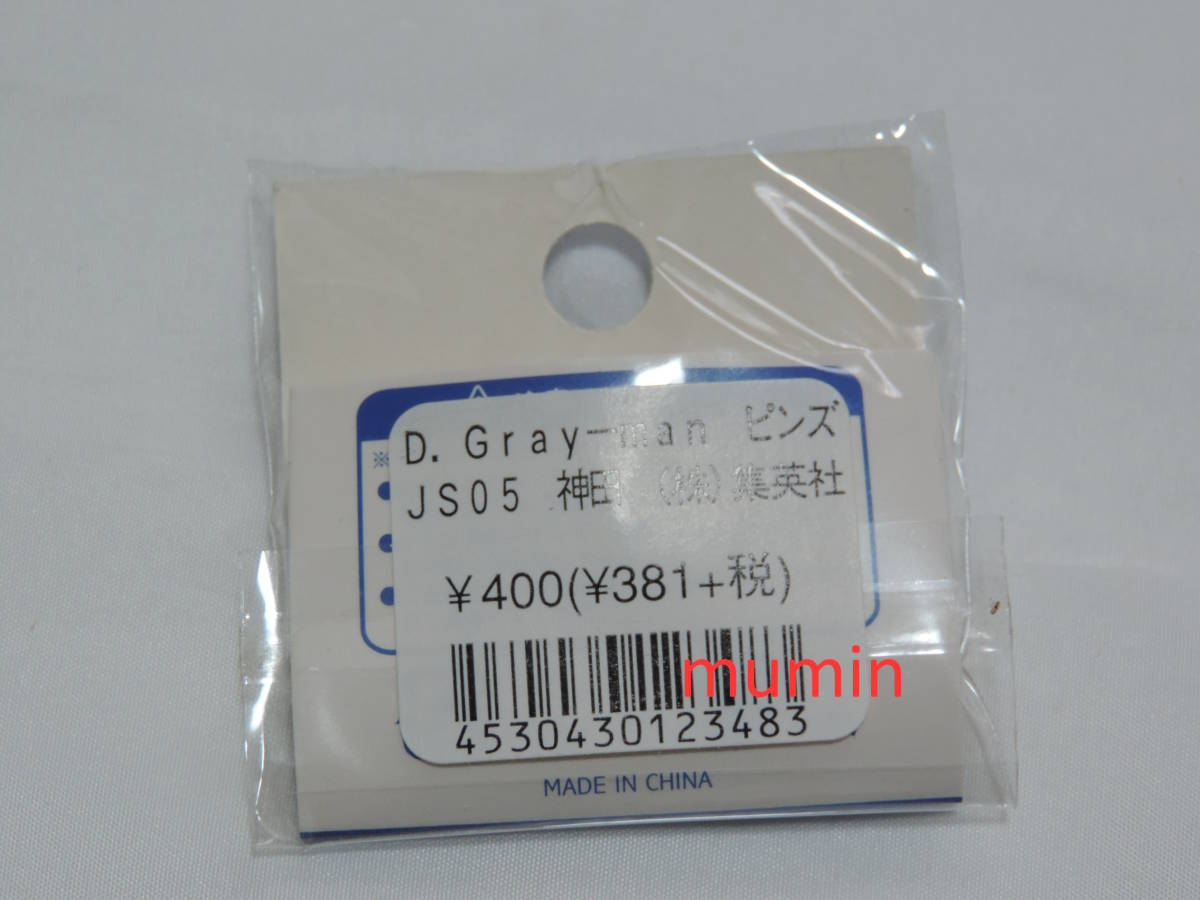 D.Gray-man ピンズ
JS05 神田 (株)集英社
※
¥400(¥381+税)
mumin
4530430123483
MADE IN CHINA